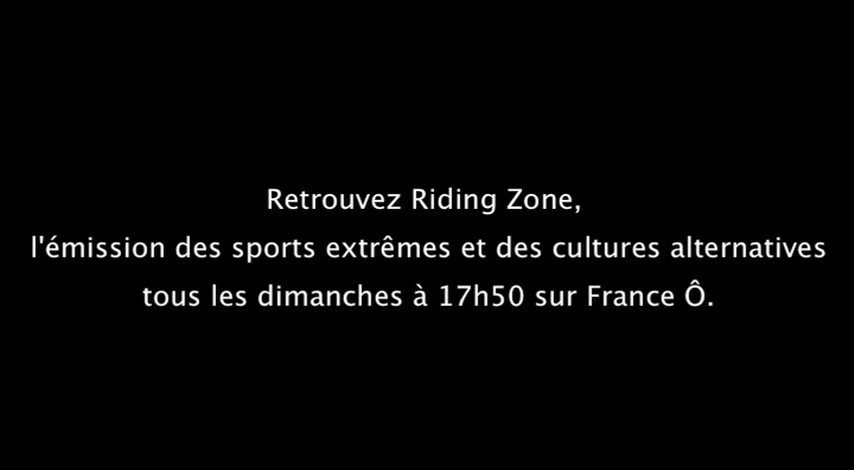 Retrouvez Riding Zone,
l'émission des sports extrêmes et des cultures alternatives
tous les dimanches à 17h50 sur France Ô.